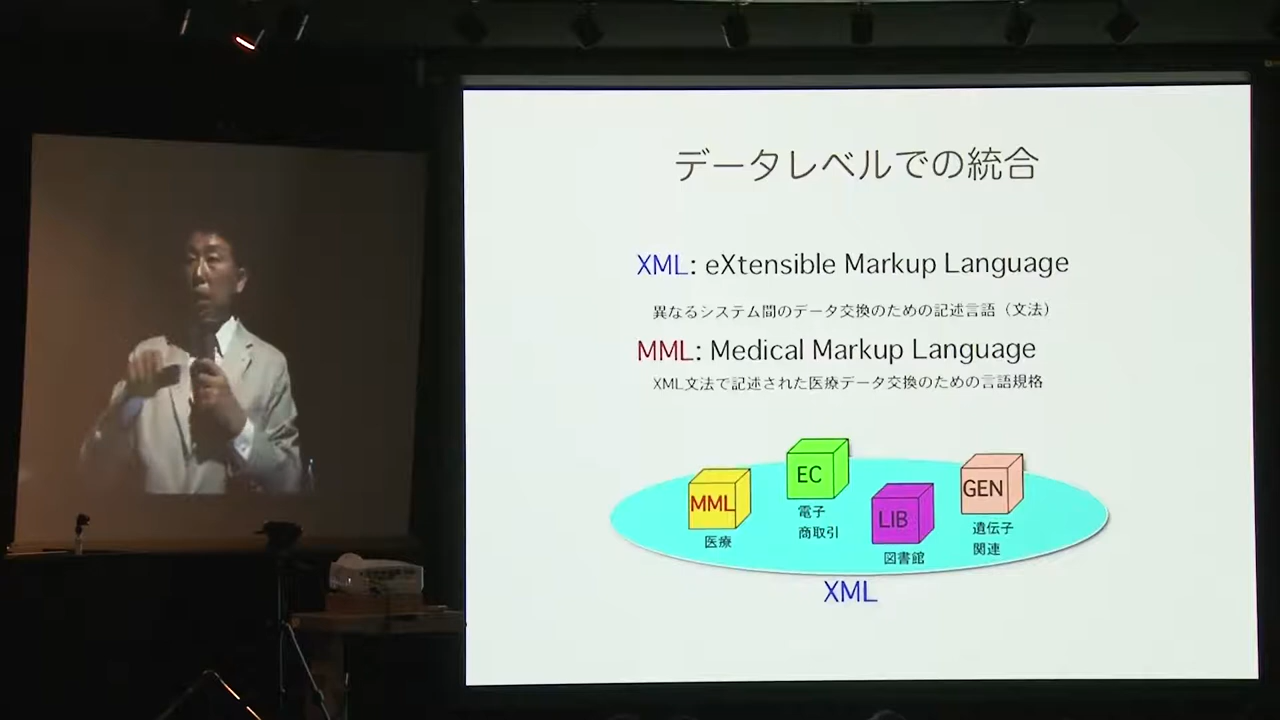 データレベルでの統合
XML: eXtensible Markup Language
異なるシステム間のデータ交換のための記述言語（文法）
MML: Medical Markup Language
XML文法で記述された医療データ交換のための言語規格
MML
医療
EC
電子
商取引
LIB
図書館
GEN
遺伝子
関連
XML